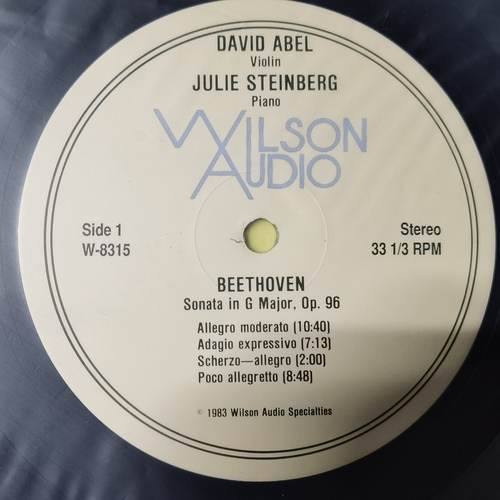 DAVID ABEL
Violin
JULIE STEINBERG
Piano
WILSON
AUDIO
Side 1
W-8315
Stereo
33 1/3 RPM
BEETHOVEN
Sonata in G Major, Op. 96
Allegro moderato (10:40)
Adagio expressivo (7:13)
Scherzo—allegro (2:00)
Poco allegretto (8:48)
© 1983 Wilson Audio Specialties